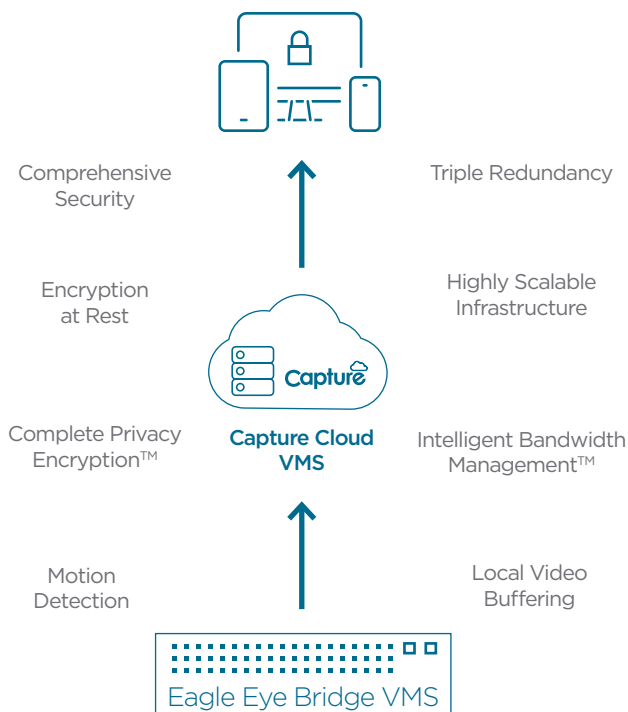 Comprehensive
Security
Triple Redundancy
Encryption
at Rest
Highly Scalable
Infrastructure
Capture
Capture Cloud
VMS
Complete Privacy
Encryption™
Intelligent Bandwidth
Management™
Motion
Detection
Local Video
Buffering
Eagle Eye Bridge VMS